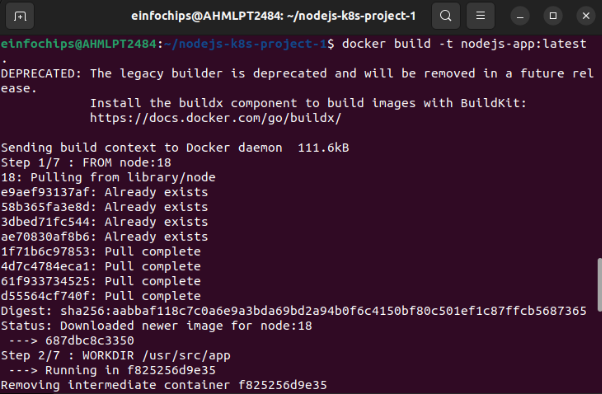 einfochips@AHMLPT2484: ~/nodejs-k8s-project-1
einfochips@AHMLPT2484:~/nodejs-k8s-project-1$ docker build -t nodejs-app:latest
.
DEPRECATED: The legacy builder is deprecated and will be removed in a future rel
ease.
            Install the buildx component to build images with BuildKit:
            https://docs.docker.com/go/buildx/

Sending build context to Docker daemon  111.6kB
Step 1/7 : FROM node:18
18: Pulling from library/node
e9aef93137af: Already exists
58b365fa3e8d: Already exists
3dbed71fc544: Already exists
ae70830af8b6: Already exists
1f71b6c97853: Pull complete
4d7c4784eca1: Pull complete
61f933734525: Pull complete
d55564cf740f: Pull complete
Digest: sha256:aabbaf118c7c0a6e9a3bda69bd2a94b0f6c4150bf80c501ef1c87ffcb5687365
Status: Downloaded newer image for node:18
 ---> 687dbc8c3350
Step 2/7 : WORKDIR /usr/src/app
 ---> Running in f825256d9e35
Removing intermediate container f825256d9e35